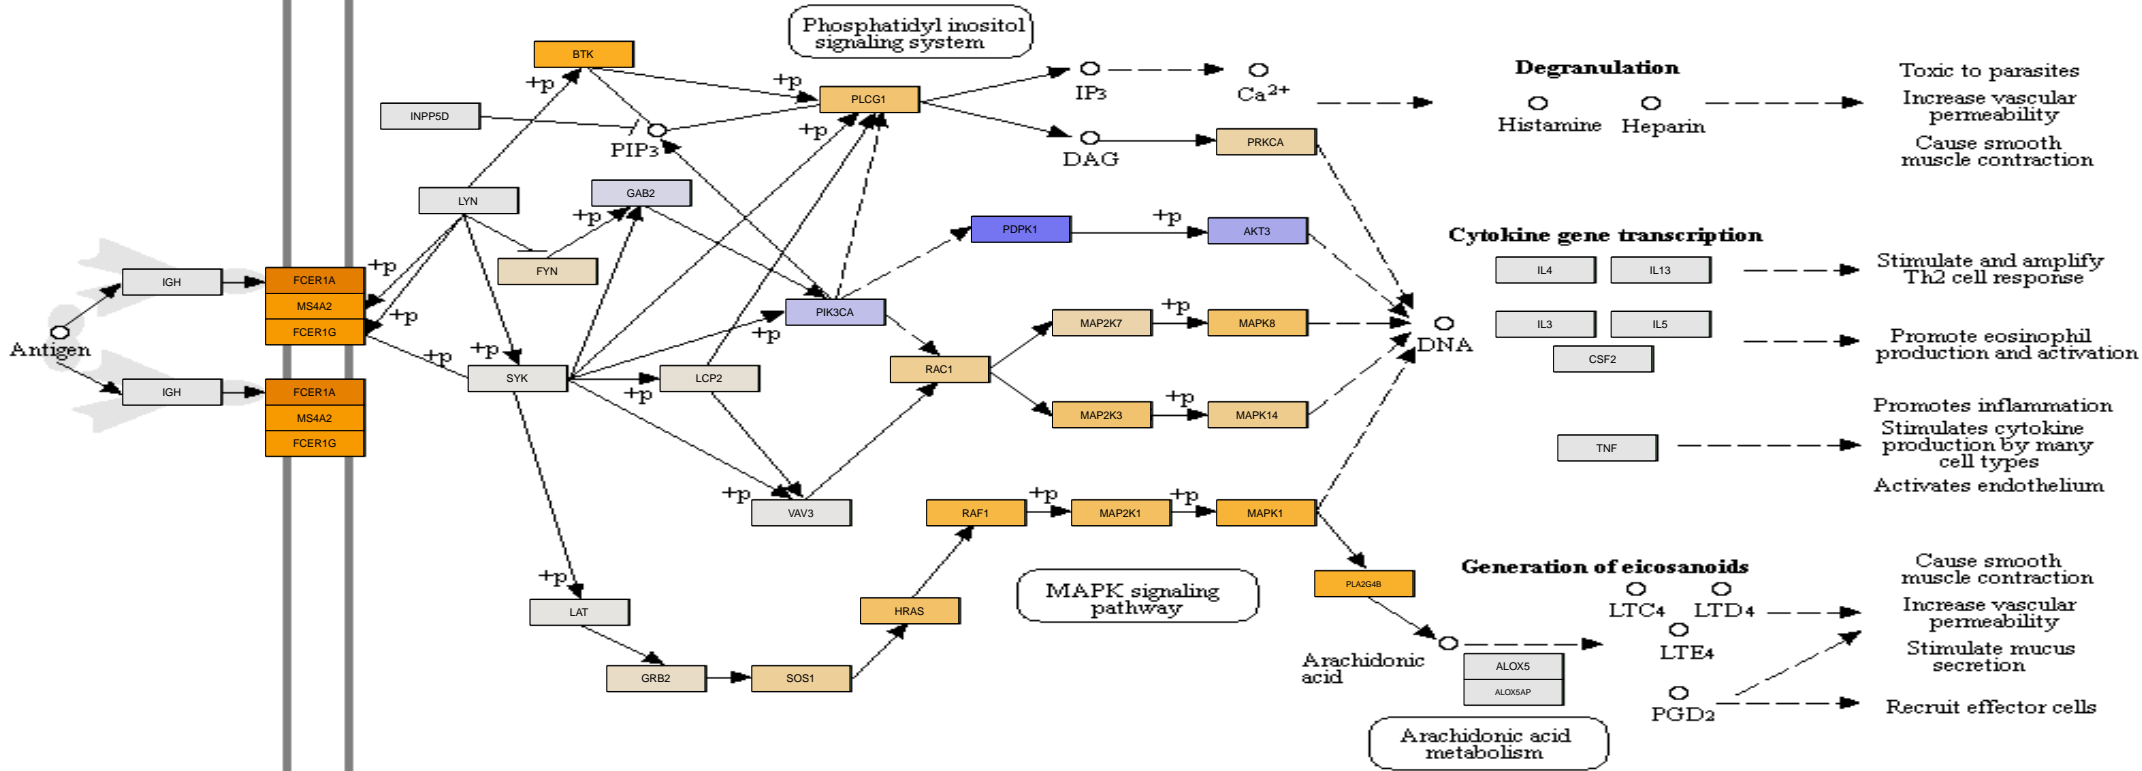 Phosphatidyl inositol
signaling system
BTK
+p
+p
PLCG1
+p
INPP5D
PIP3
IP3
Ca2+
DAG
PRKCA
Degranulation
Histamine
Heparin
Toxic to parasites
Increase vascular
permeability
Cause smooth
muscle contraction
LYN
GAB2
+p
FYN
+p
+p
PDPK1
+p
AKT3
Cytokine gene transcription
IL4
IL13
Stimulate and amplify
Th2 cell response
IL3
IL5
CSF2
Promote eosinophil
production and activation
IGH
FCER1A
MS4A2
FCER1G
Antigen
IGH
FCER1A
MS4A2
FCER1G
+p
+p
SYK
+p
LCP2
PIK3CA
+p
RAC1
MAP2K7
+p
MAPK8
MAP2K3
+p
MAPK14
DNA
TNF
Promotes inflammation
Stimulates cytokine
production by many
cell types
Activates endothelium
+p
VAV3
RAF1
+p
MAP2K1
+p
MAPK1
+p
LAT
GRB2
SOS1
HRAS
MAPK signaling
pathway
PLA2G4B
Arachidonic
acid
Generation of eicosanoids
LTC4
LTD4
LTE4
ALOX5
ALOX5AP
PGD2
Cause smooth
muscle contraction
Increase vascular
permeability
Stimulate mucus
secretion
Recruit effector cells
Arachidonic acid
metabolism